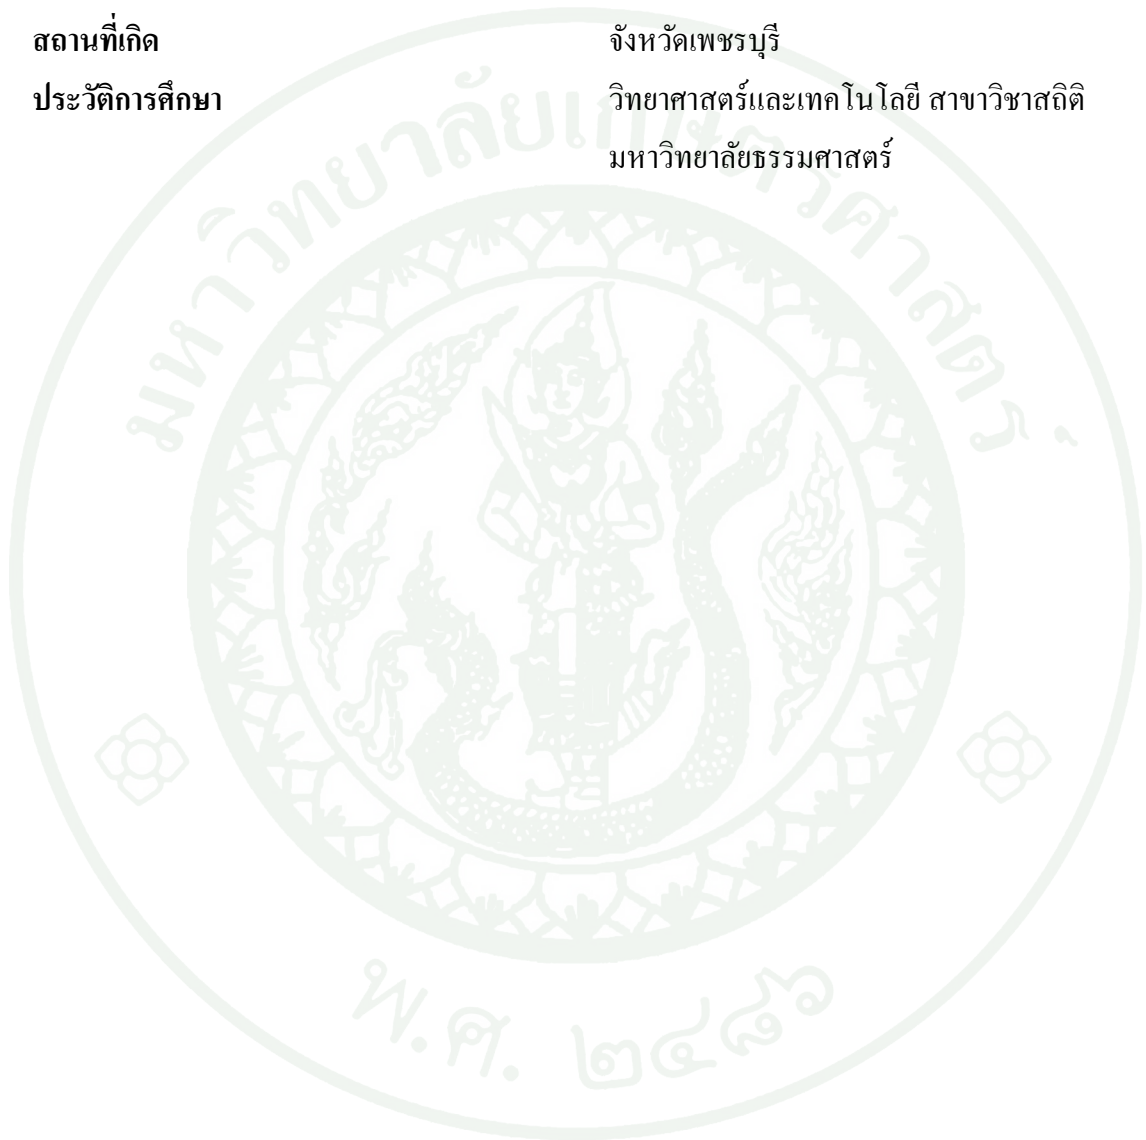 สถานที่เกิด จังหวัดเพชรบุรี
ประวัติการศึกษา วิทยาศาสตร์และเทคโนโลยี สาขาวิชาสถิติ
มหาวิทยาลัยธรรมศาสตร์
มหาวิทยาลัยเกษตรศาสตร์
พ.ศ. ๒๔๘๖